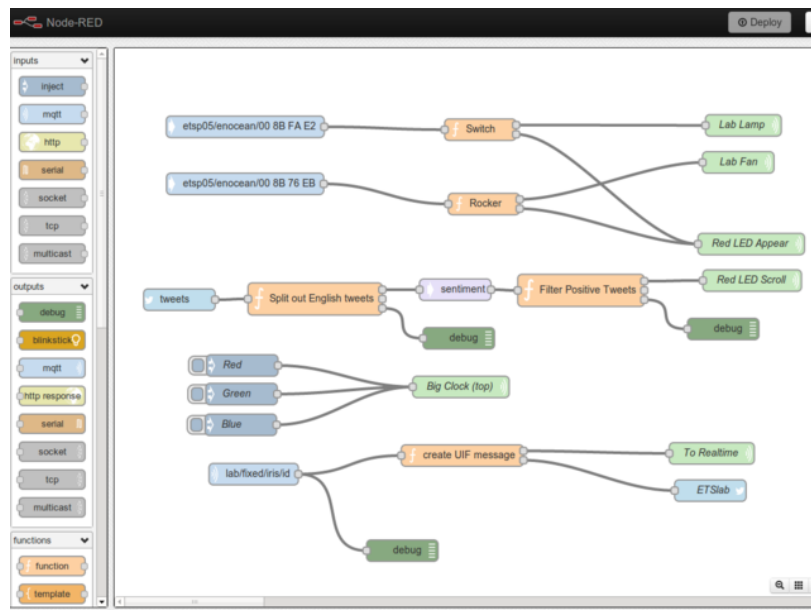 Node-RED
Deploy
inputs
inject
mqtt
http
serial
socket
tcp
multicast
outputs
debug
blinkstick
mqtt
http response
serial
socket
tcp
multicast
functions
function
template
etsp05/enocean/00 8B FA E2
Switch
Lab Lamp
Lab Fan
etsp05/enocean/00 8B 76 EB
Rocker
Red LED Appear
tweets
Split out English tweets
sentiment
Filter Positive Tweets
Red LED Scroll
debug
debug
Red
Green
Blue
Big Clock (top)
lab/fixed/iris/id
create UIF message
To Realtime
ETSlab
debug